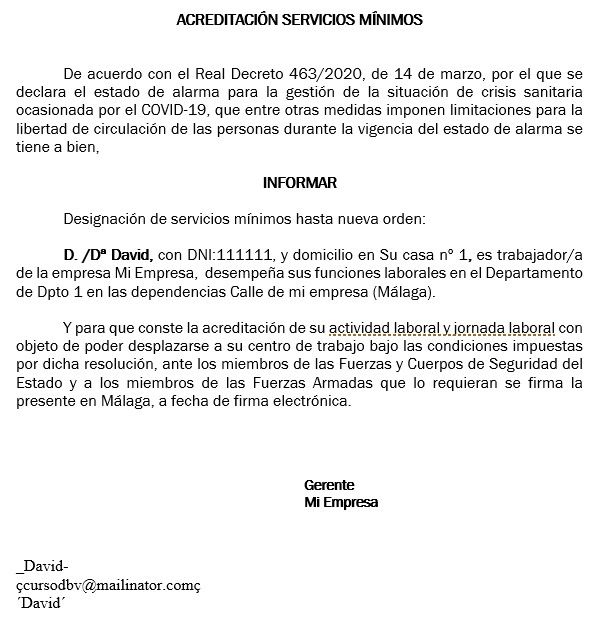 ACREDITACIÓN SERVICIOS MÍNIMOS
De acuerdo con el Real Decreto 463/2020, de 14 de marzo, por el que se
declara el estado de alarma para la gestión de la situación de crisis sanitaria
ocasionada por el COVID-19, que entre otras medidas imponen limitaciones para la
libertad de circulación de las personas durante la vigencia del estado de alarma se
tiene a bien,
INFORMAR
Designación de servicios mínimos hasta nueva orden:
D. /Dª David, con DNI:111111, y domicilio en Su casa nº 1, es trabajador/a
de la empresa Mi Empresa, desempeña sus funciones laborales en el Departamento
de Dpto 1 en las dependencias Calle de mi empresa (Málaga).
Y para que conste la acreditación de su actividad laboral y jornada laboral con
objeto de poder desplazarse a su centro de trabajo bajo las condiciones impuestas
por dicha resolución, ante los miembros de las Fuerzas y Cuerpos de Seguridad del
Estado y a los miembros de las Fuerzas Armadas que lo requieran se firma la
presente en Málaga, a fecha de firma electrónica.
Gerente
Mi Empresa
_David-
çcursodbv@mailinator.comç
´David´